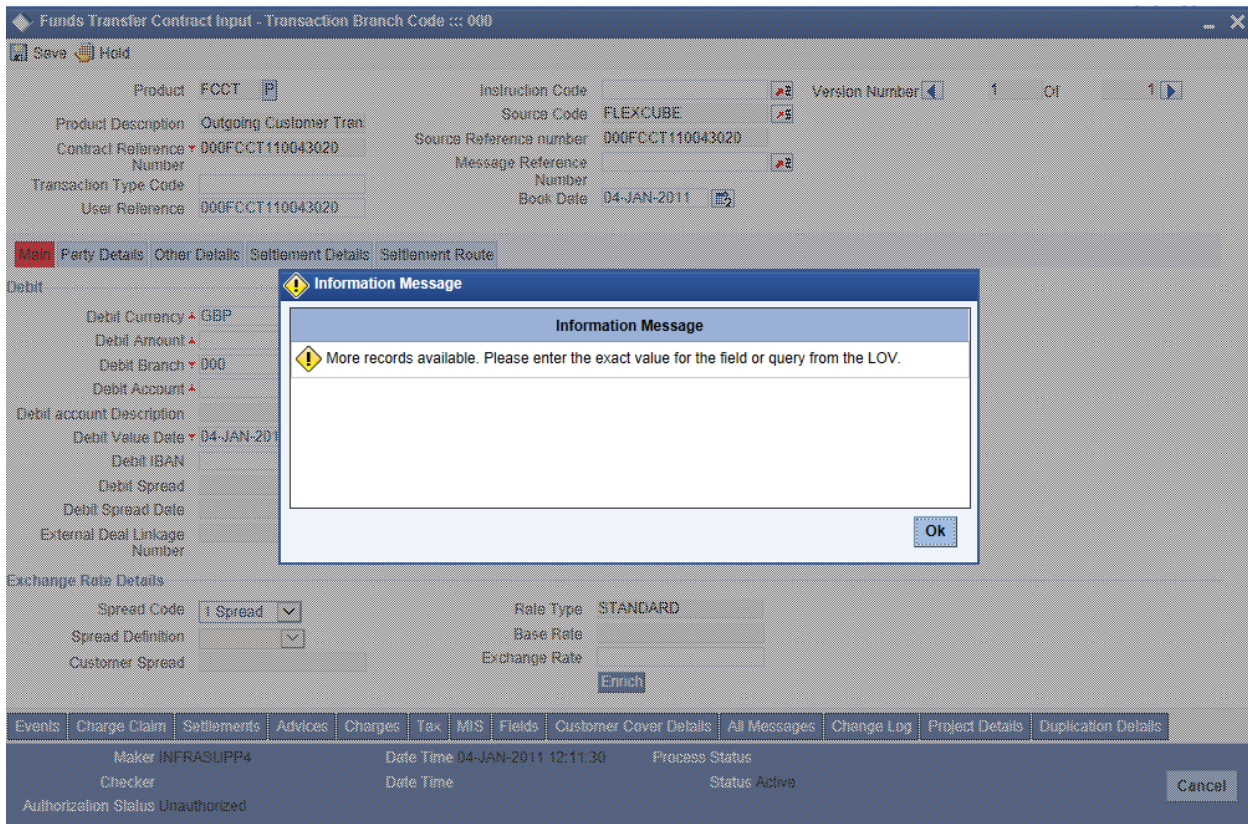 Funds Transfer Contract Input - Transaction Branch Code ::: 000
Save Hold
Product FCCT P Instruction Code Version Number 1 Of 1
Product Description Outgoing Customer Tran: Source Code FLEXCUBE
Contract Reference Number 000FCCT110043020 Source Reference number 000FCCT110043020
Transaction Type Code Message Reference Number
User Reference 000FCCT110043020 Book Date 04-JAN-2011
Main Party Details Other Details Settlement Details Settlement Route
Debit
Debit Currency GBP
Debit Amount
Debit Branch 000
Debit Account
Debit account Description
Debit Value Date 04-JAN-201
Debit IBAN
Debit Spread
Debit Spread Date
External Deal Linkage Number
Information Message
Information Message
More records available. Please enter the exact value for the field or query from the LOV.
Ok
Exchange Rate Details
Spread Code 1 Spread Rate Type STANDARD
Spread Definition Base Rate
Customer Spread Exchange Rate
Enrich
Events Charge Claim Settlements Advices Charges Tax MIS Fields Customer Cover Details All Messages Change Log Project Details Duplication Details
Maker INFRASUPP4 Date Time 04-JAN-2011 12:11:30 Process Status
Checker Date Time Status Active
Authorization Status Unauthorized
Cancel